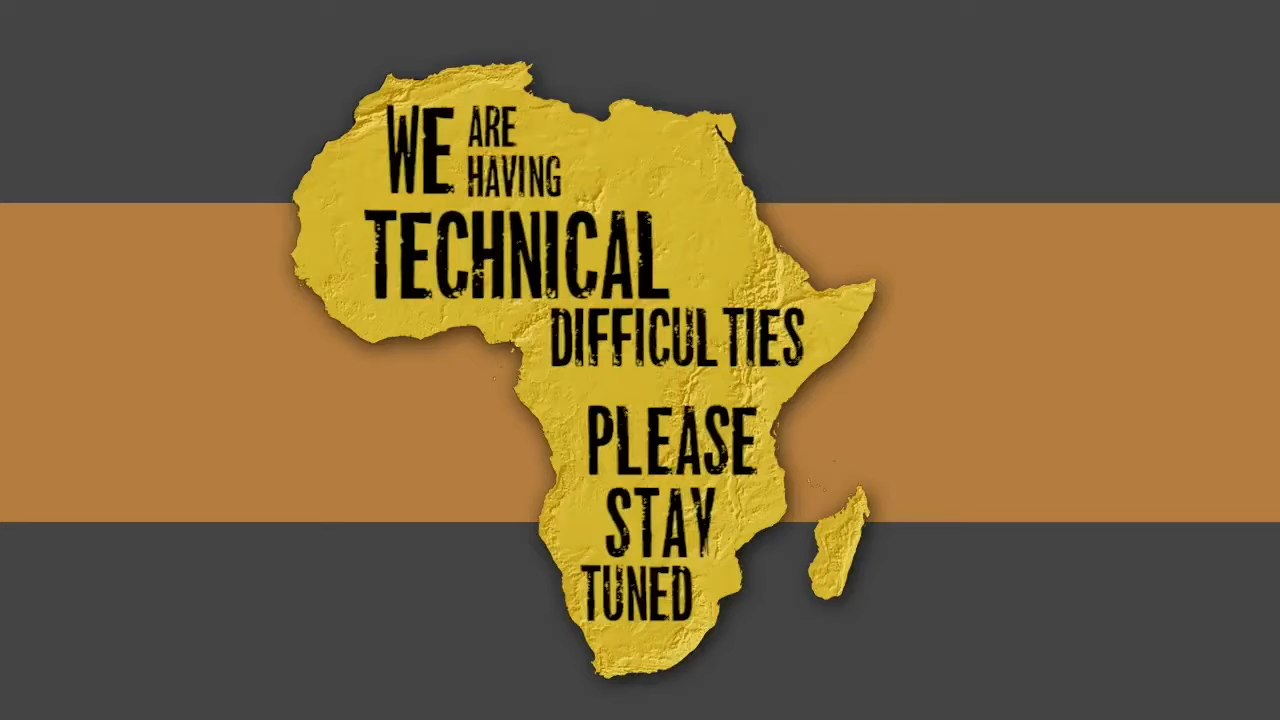 WE ARE
HAVING
TECHNICAL
DIFFICULTIES
PLEASE
STAY
TUNED